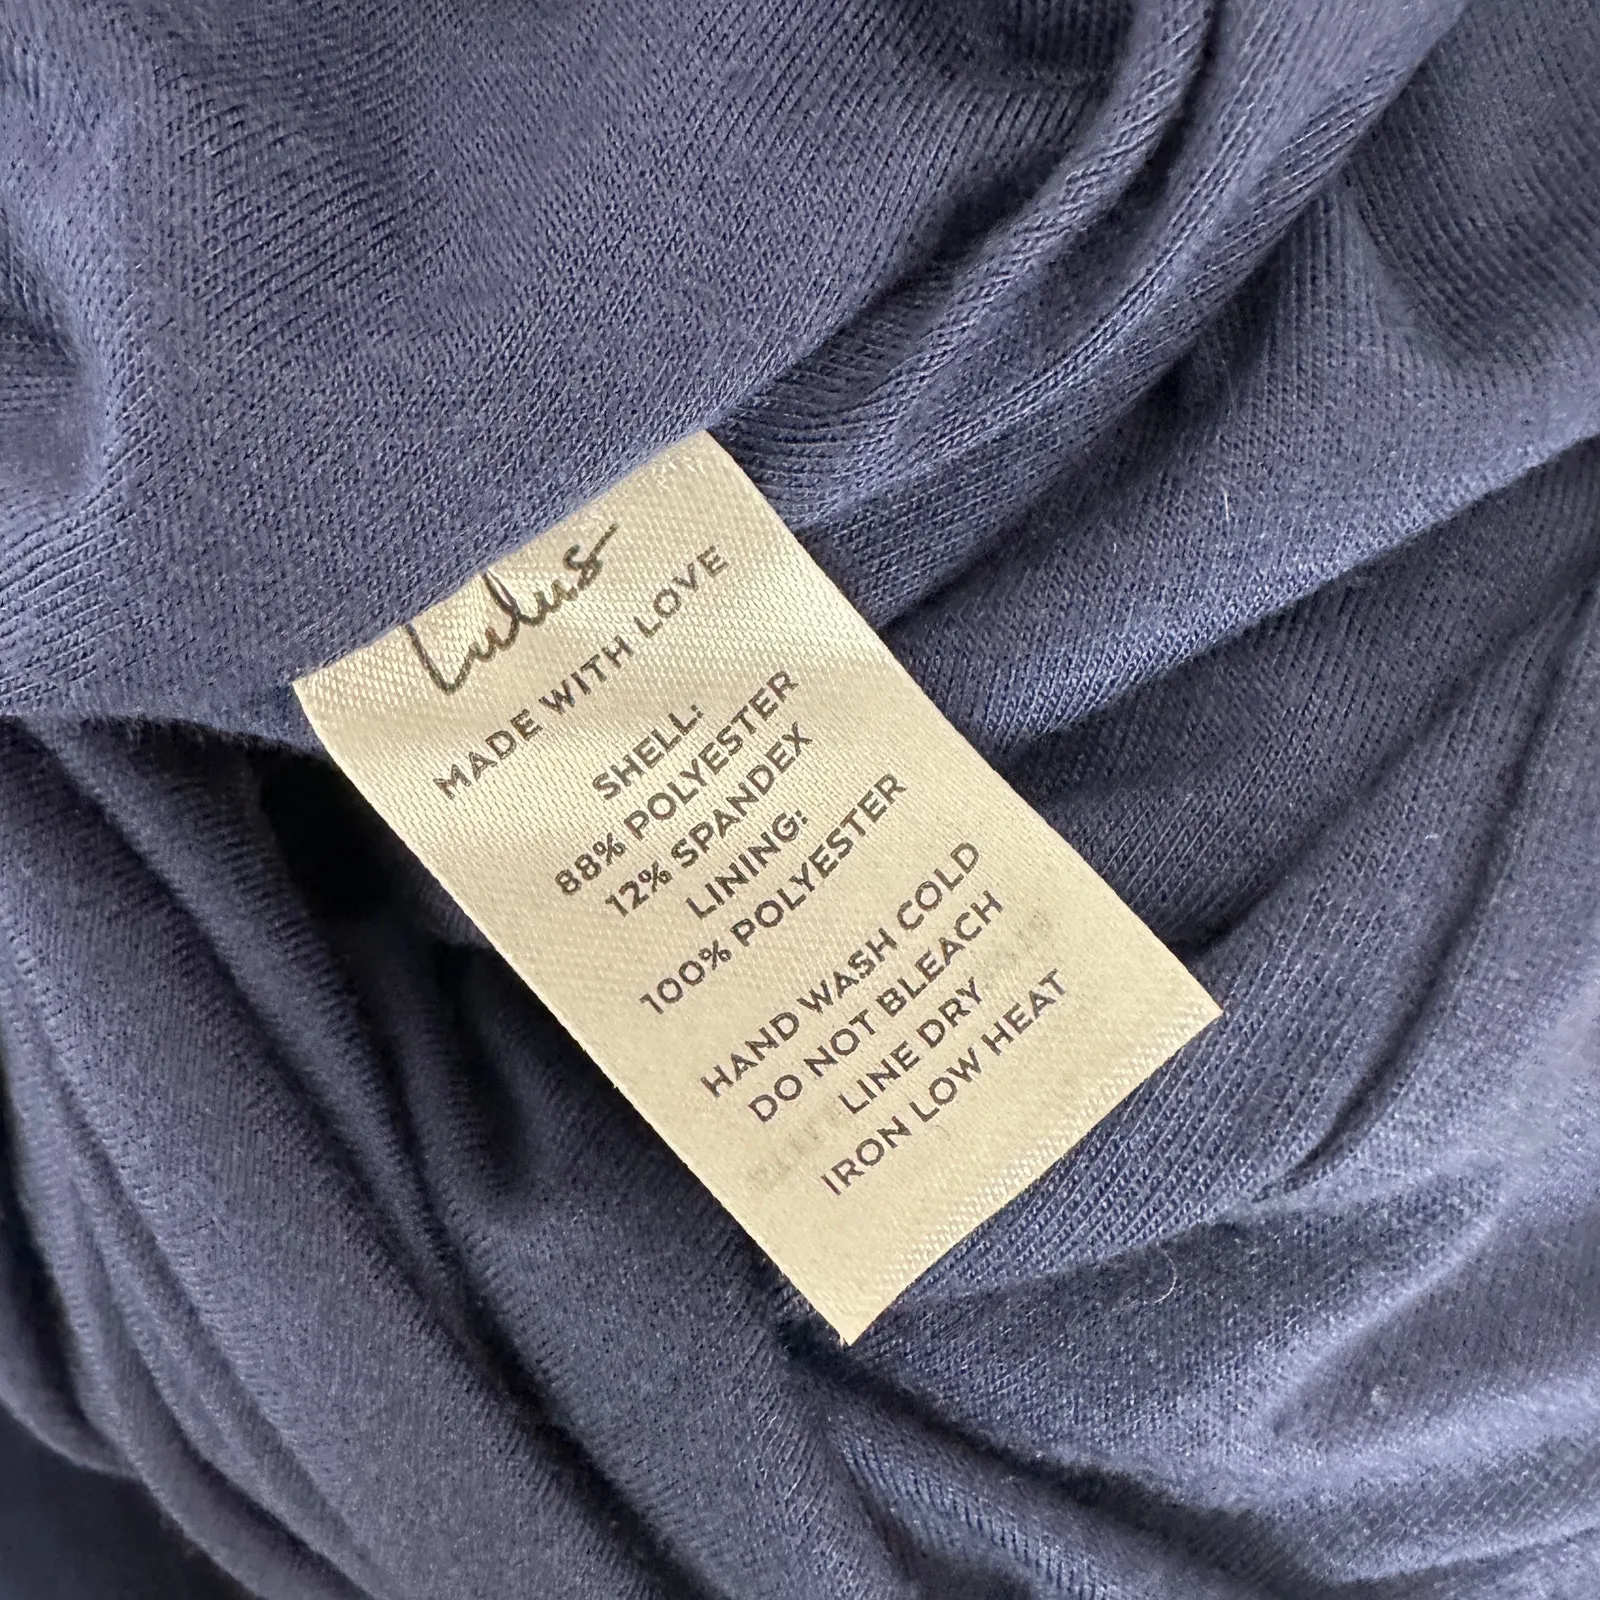 Lulus
MADE WITH LOVE
SHELL:
88% POLYESTER
12% SPANDEX
LINING:
100% POLYESTER
HAND WASH COLD
DO NOT BLEACH
LINE DRY
IRON LOW HEAT